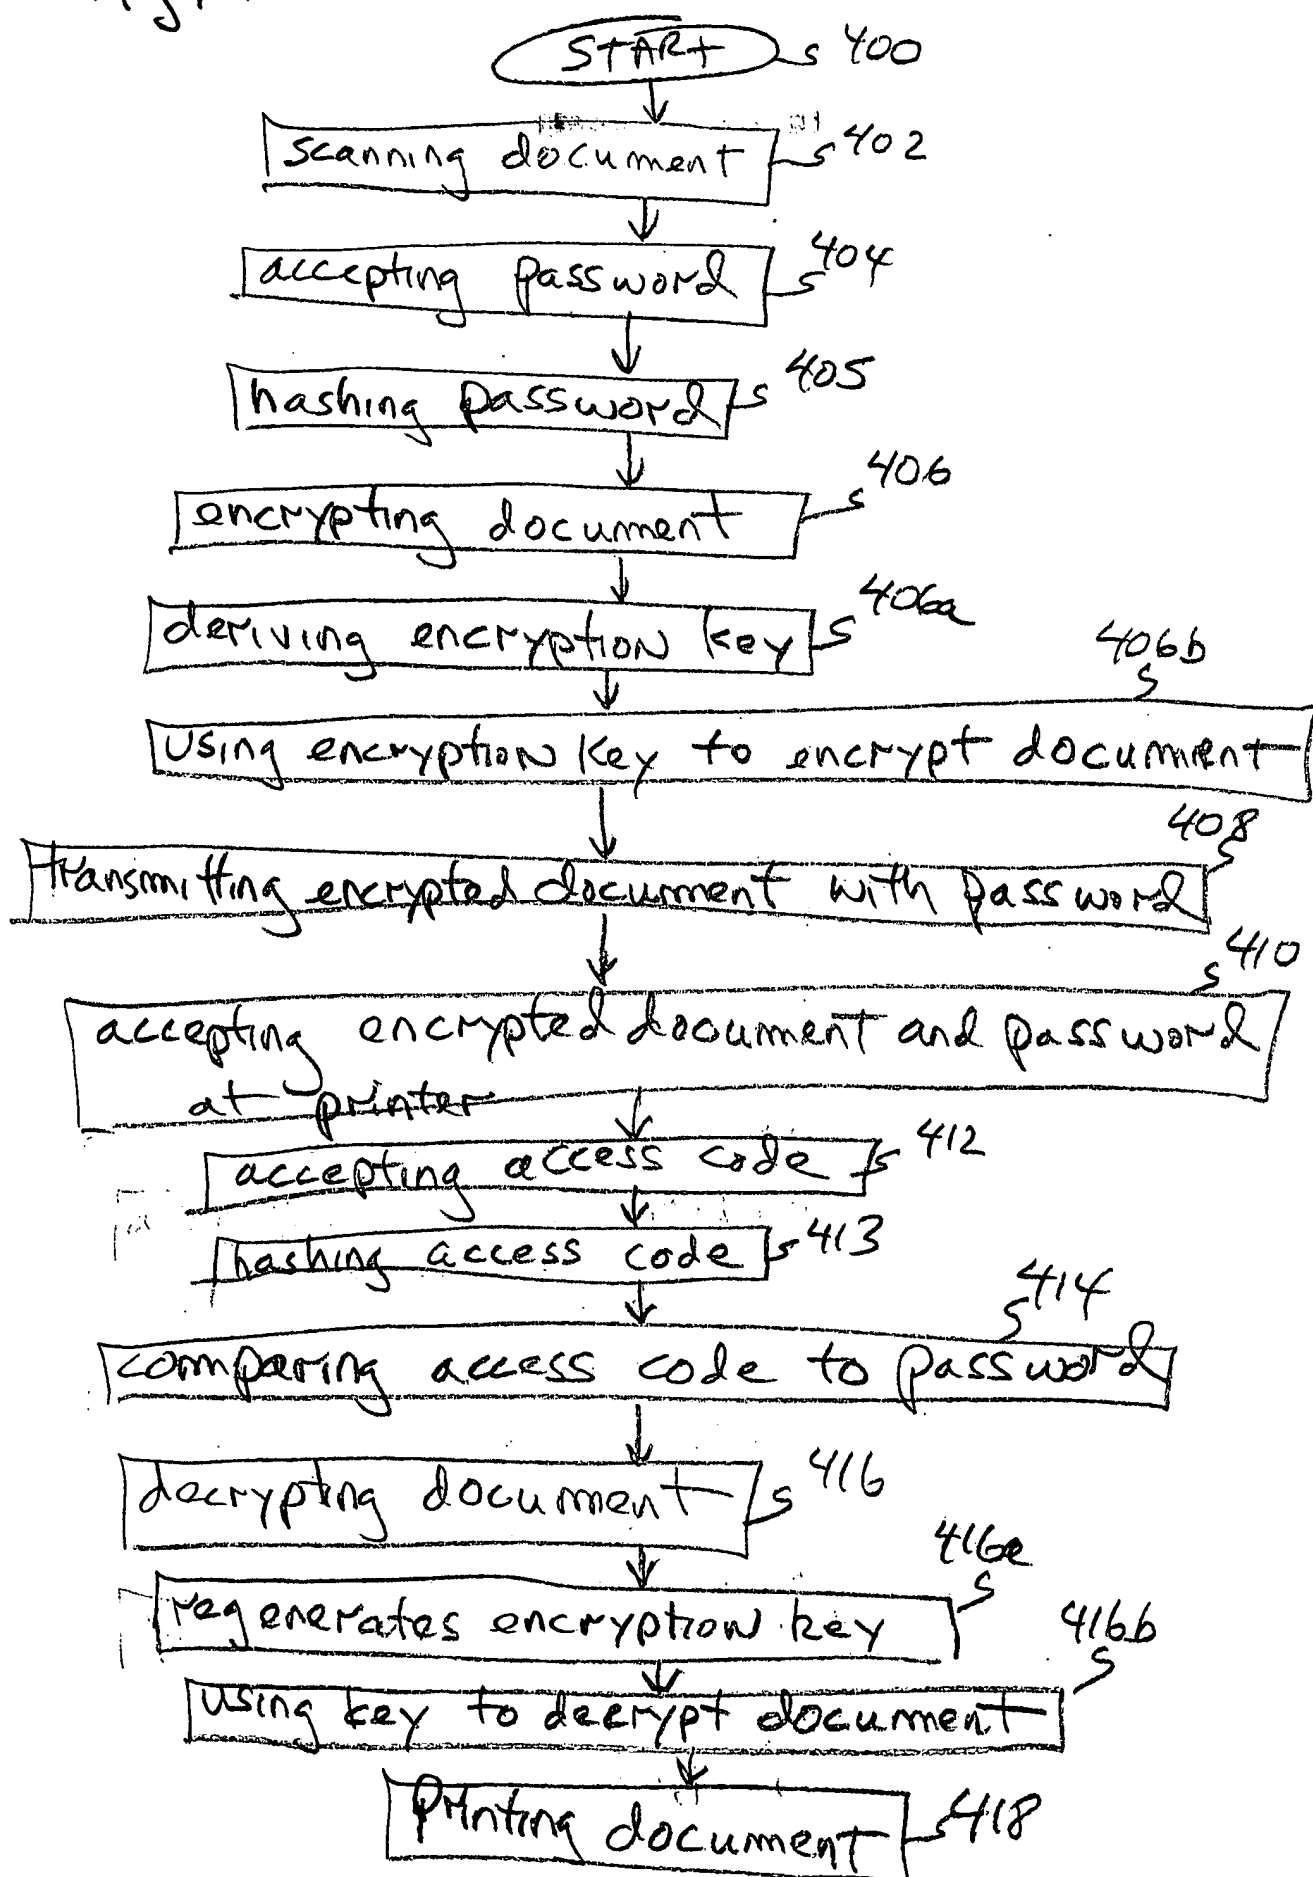 START 400
scanning document 402
accepting password 404
hashing password 405
encrypting document 406
deriving encryption key 406a
406b
using encryption key to encrypt document
408
transmitting encrypted document with password
410
accepting encrypted document and password
at printer
accepting access code 412
hashing access code 413
414
comparing access code to password
decrypting document 416
416a
regenerates encryption key
416b
using key to decrypt document
printing document 418